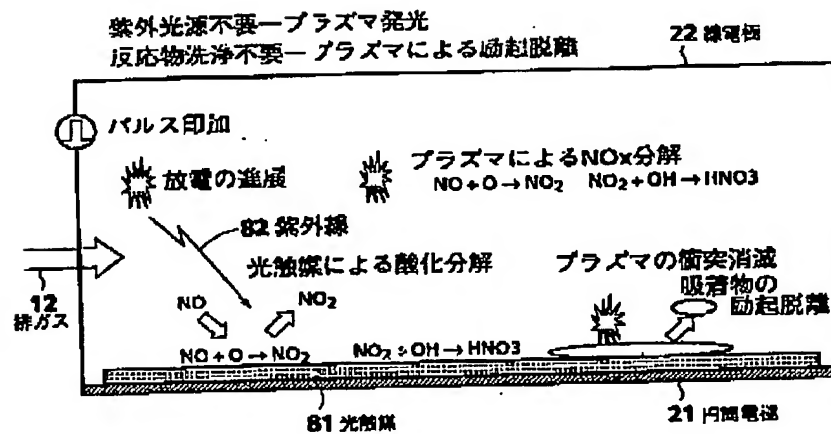 紫外光源不要—プラズマ発光
反応物洗浄不要—プラズマによる励起脱離
22 線電極
パルス印加
放電の進展
プラズマによるNOx分解
NO+O→NO₂ NO₂+OH→HNO3
82 紫外線
光触媒による酸化分解
プラズマの衝突消滅
吸着物の
励起脱離
12
排ガス
NO
NO₂
NO+O→NO₂
NO₂+OH→HNO3
81 光触媒
21 円筒電極